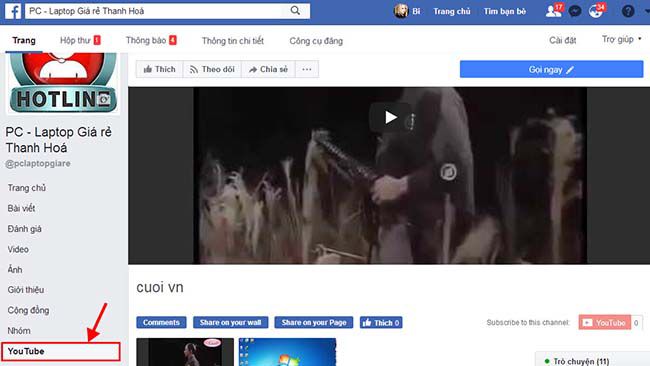 f PC - Laptop Giá rẻ Thanh Hoá
Bi Trang chủ Tìm bạn bè 17 34 ?
Trang Hộp thư 1 Thông báo 4 Thông tin chi tiết Công cụ đăng Cài đặt Trợ giúp
HOTLINE
Thích Theo dõi Chia sẻ ... Gọi ngay
PC - Laptop Giá rẻ
Thanh Hoá
@pclaptopgiare
Trang chủ
Bài viết
Đánh giá
Video
Ảnh
Giới thiệu
Cộng đồng
Nhóm
YouTube
cuoi vn
Comments Share on your wall Share on your Page Thích 0 Subscribe to this channel: YouTube 0
Trò chuyện (11)